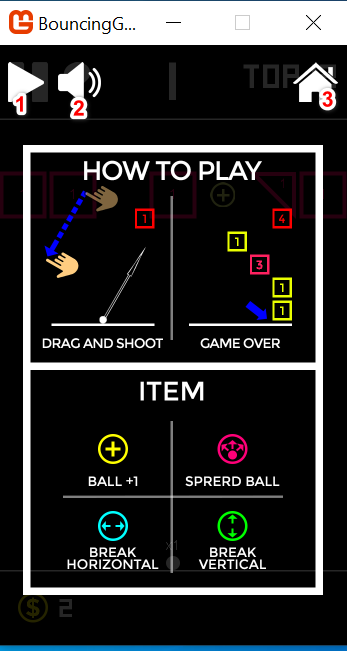 BouncingG...
TOP
1
2
3
HOW TO PLAY
1
4
1
3
1
1
DRAG AND SHOOT
GAME OVER
ITEM
BALL +1
SPRERD BALL
BREAK
HORIZONTAL
BREAK
VERTICAL
x1
$ 2